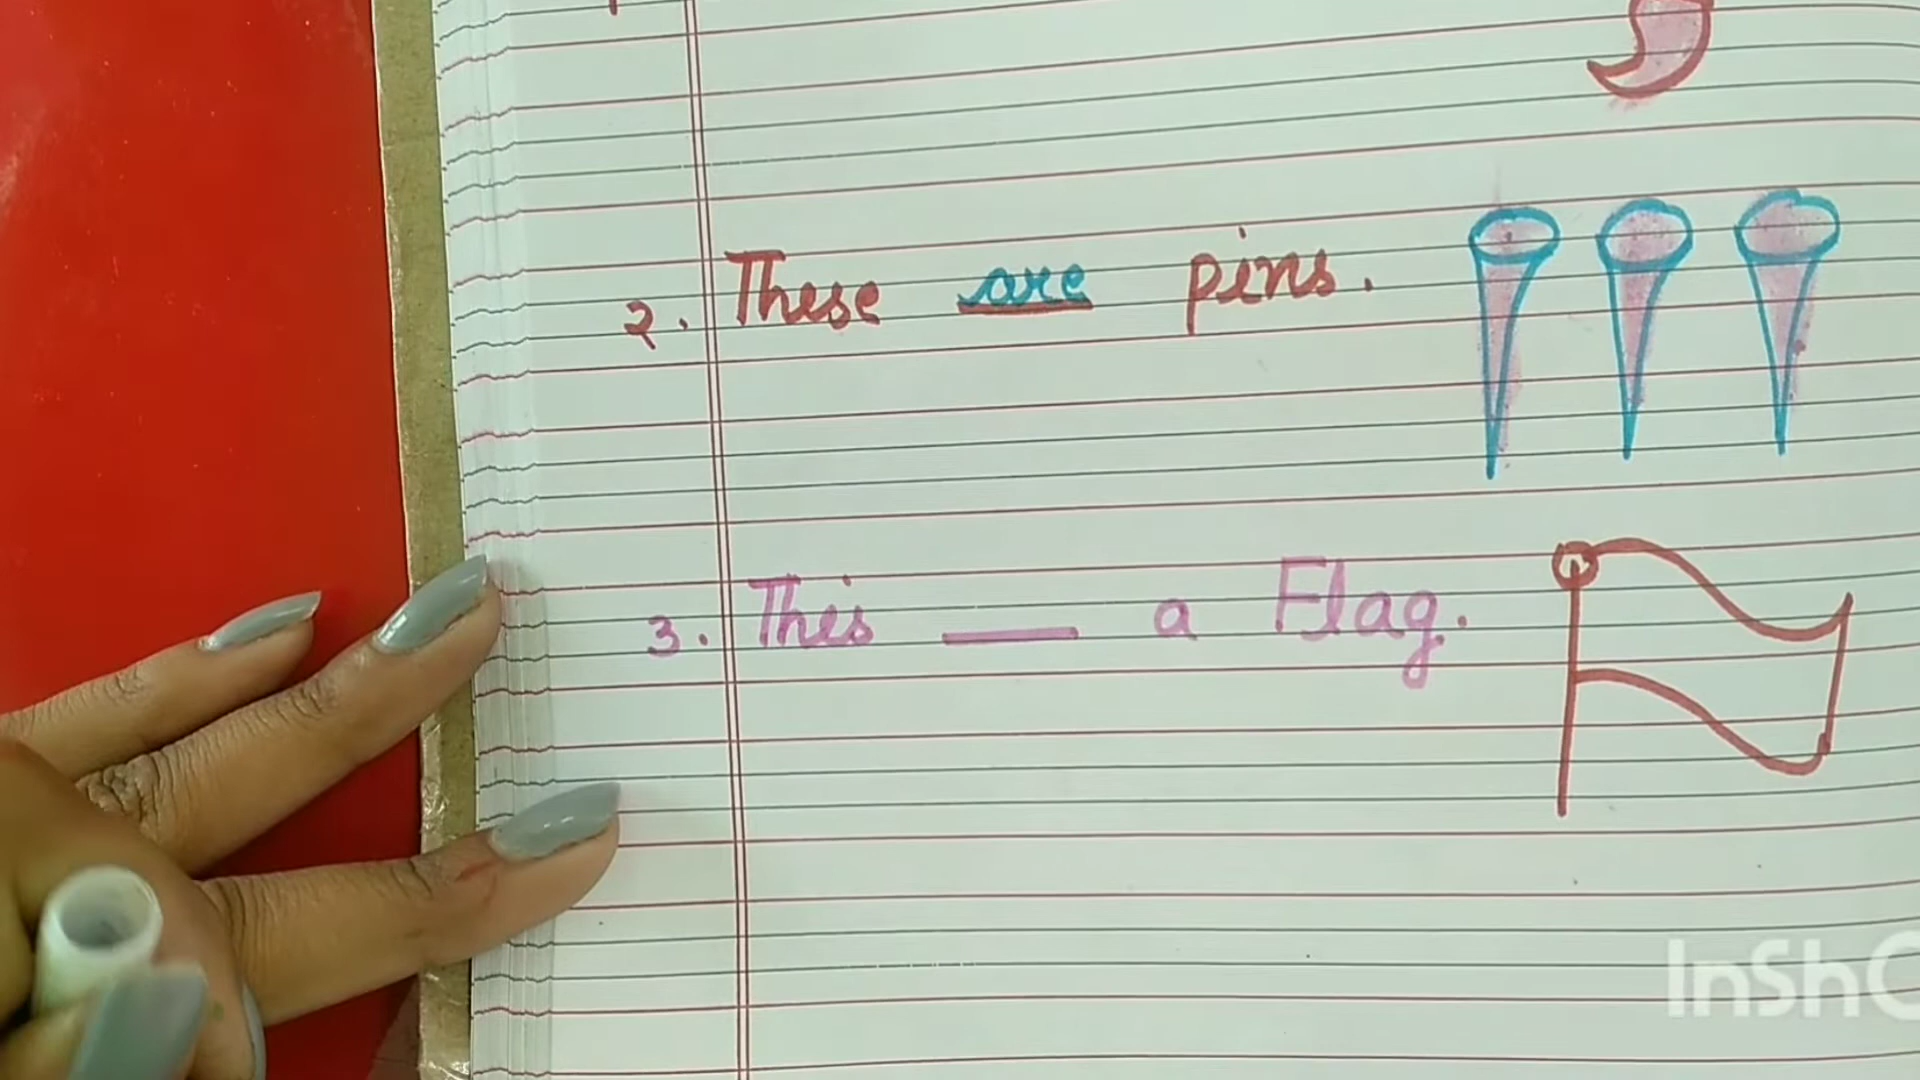 2. These are pins.
3. This ___ a Flag.
InSh